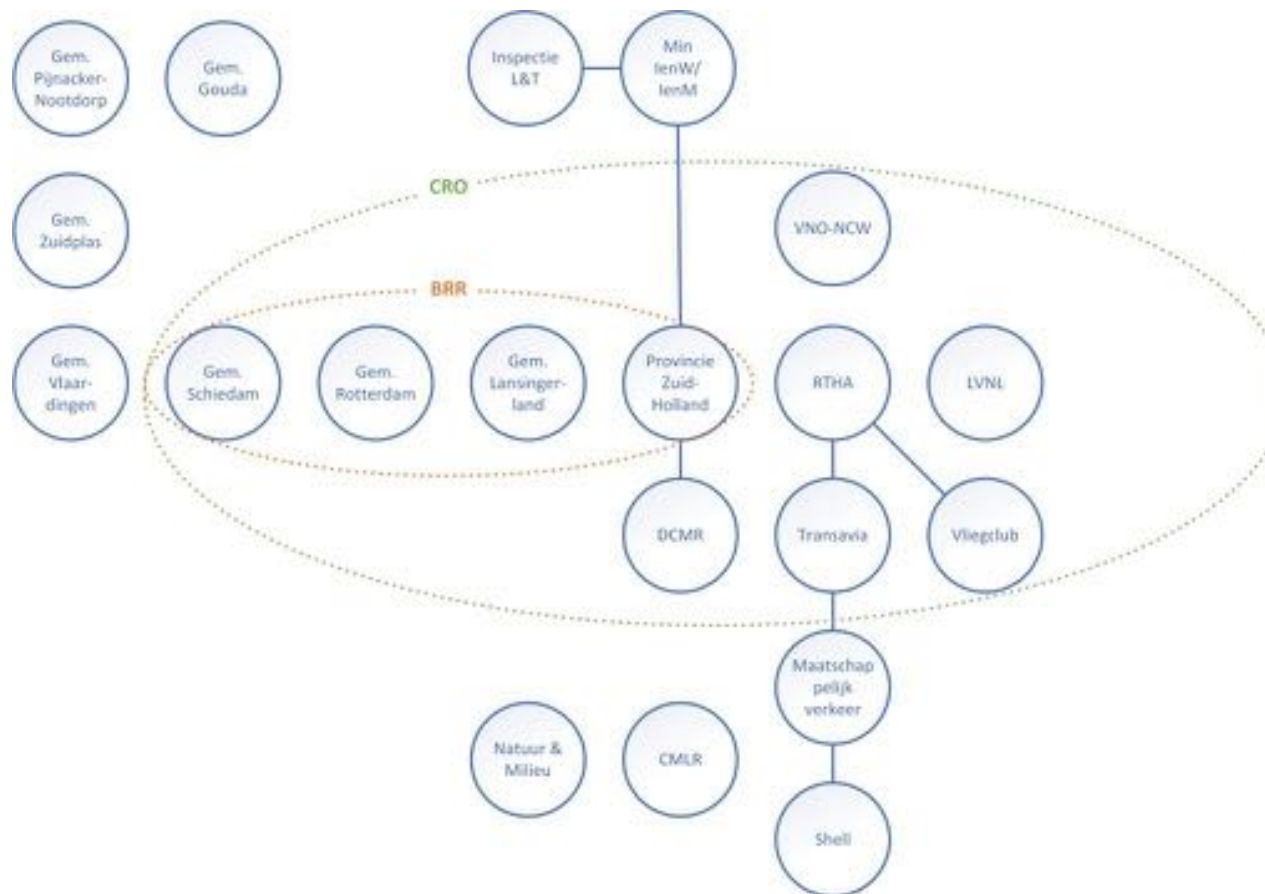 Gem.
Pijnacker-
Nootdorp
Gem.
Gouda
Inspectie
L&T
Min
IenW/
IenM
CRO
Gem.
Zuidplas
VNO-NCW
BRR
Gem.
Vlaar-
dingen
Gem.
Schiedam
Gem.
Rotterdam
Gem.
Lansinger-
land
Provincie
Zuid-
Holland
RTHA
LVNL
DCMR
Transavia
Vliegclub
Maatschap
pelijk
verkeer
Natuur &
Milieu
CMLR
Shell